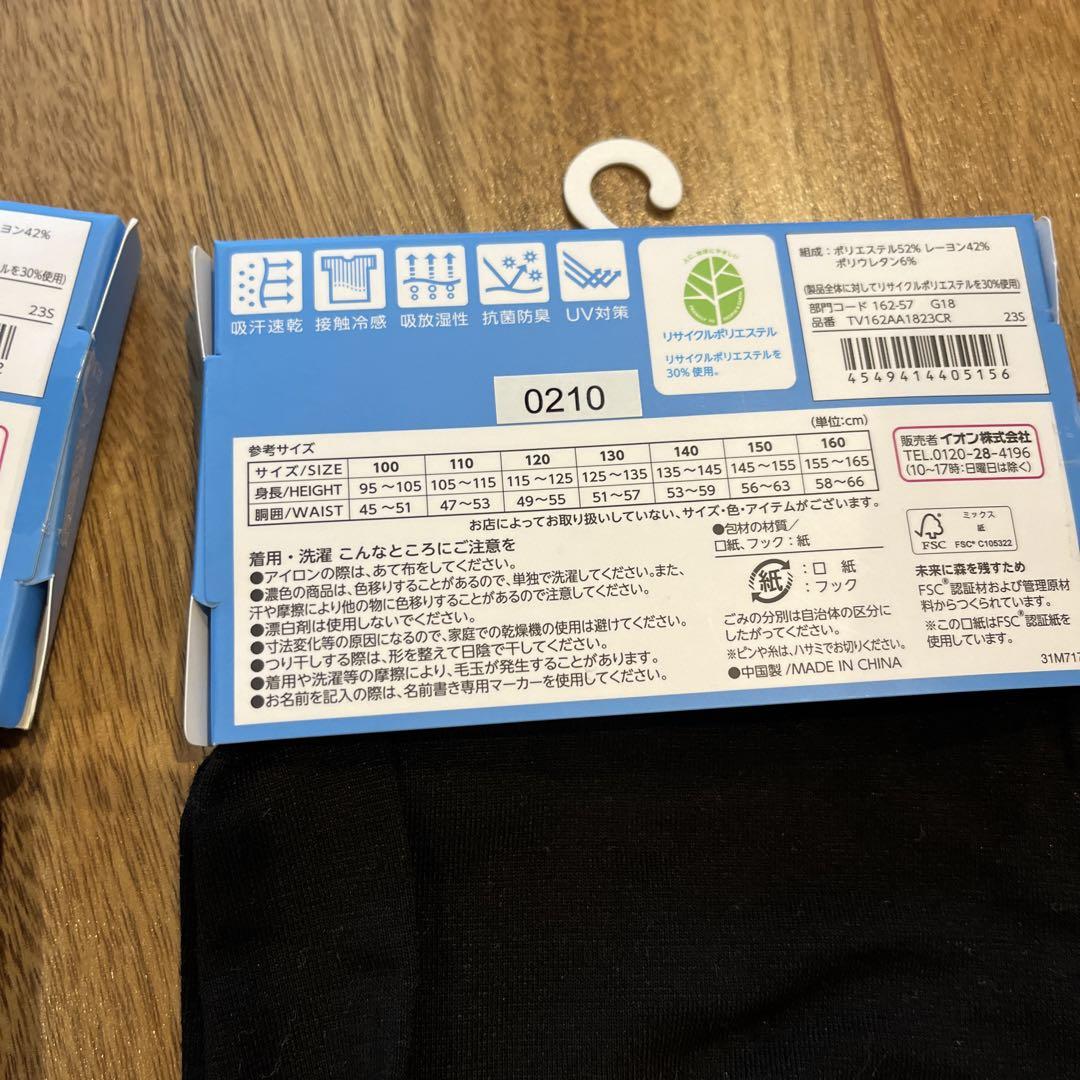 ヨン42%
ルを30%使用)
23S
吸汗速乾 接触冷感 吸放湿性 抗菌防臭 UV対策
人に、地球にやさしい
リサイクルポリエステル
リサイクルポリエステルを
30%使用。
組成:ポリエステル52% レーヨン42%
ポリウレタン6%
(製品全体に対してリサイクルポリエステルを30%使用)
部門コード 162-57 G18
品番 TV162AA1823CR 23S
4549414405156
0210
参考サイズ (単位:cm)
サイズ/SIZE 100 110 120 130 140 150 160
身長/HEIGHT 95〜105 105〜115 115〜125 125〜135 135〜145 145〜155 155〜165
胴囲/WAIST 45〜51 47〜53 49〜55 51〜57 53〜59 56〜63 58〜66
お店によってお取り扱いしていない、サイズ・色・アイテムがございます。
着用・洗濯 こんなところにご注意を
●アイロンの際は、あて布をしてください。
●濃色の商品は、色移りすることがあるので、単独で洗濯してください。また、
汗や摩擦により他の物に色移りすることがあるので注意してください。
●漂白剤は使用しないでください。
●寸法変化等の原因になるので、家庭での乾燥機の使用は避けてください。
●つり干しする際は、形を整えて日陰で干してください。
●着用や洗濯等の摩擦により、毛玉が発生することがあります。
●お名前を記入の際は、名前書き専用マーカーを使用してください。
●包材の材質/
口紙、フック:紙
紙
:口 紙
:フック
ごみの分別は自治体の区分に
したがってください。
※ピンや糸は、ハサミでお切りください。
●中国製/MADE IN CHINA
販売者 イオン株式会社
TEL.0120-28-4196
(10〜17時:日曜日は除く)
FSC
ミックス
紙
FSC® C105322
未来に森を残すため
FSC®認証材および管理原材
料からつくられています。
※この口紙はFSC®認証紙を
使用しています。
31M717